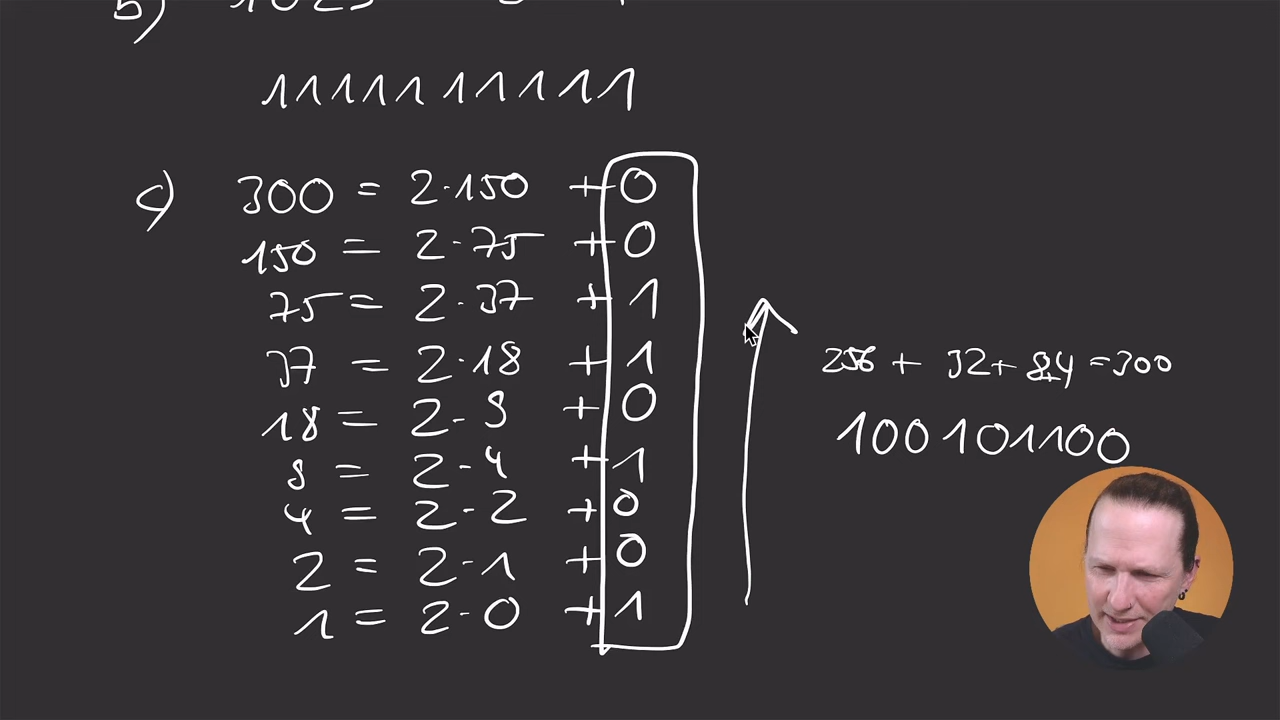 b) 1023
1111111111
c) 300 = 2·150 + 0
150 = 2·75 + 0
75 = 2·37 + 1
37 = 2·18 + 1
18 = 2·9 + 0
9 = 2·4 + 1
4 = 2·2 + 0
2 = 2·1 + 0
1 = 2·0 + 1
256 + 32 + 8+4 = 300
100101100